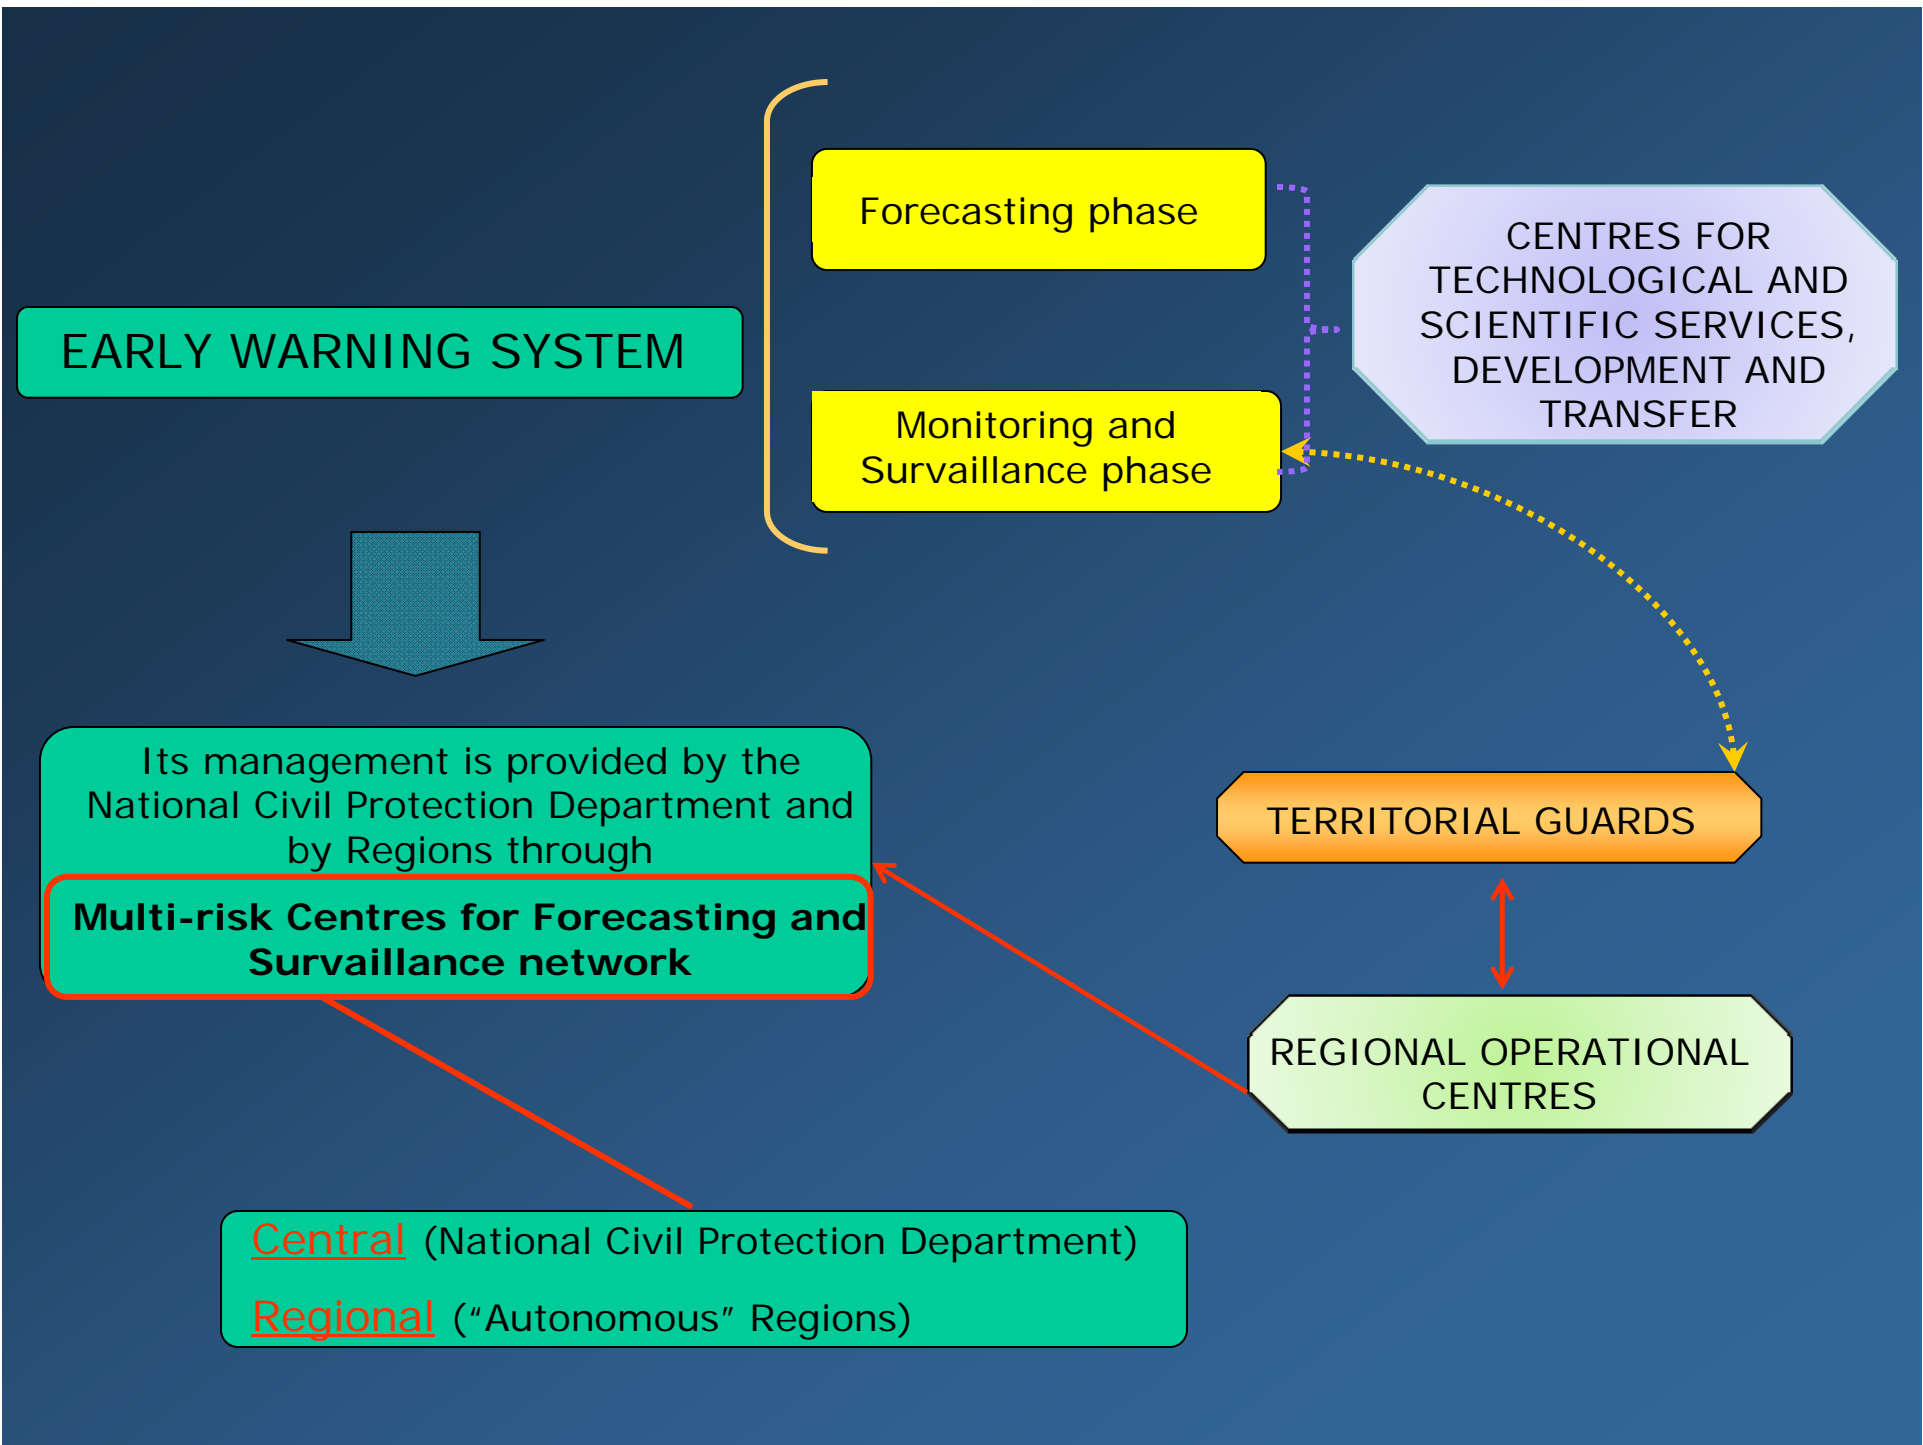 EARLY WARNING SYSTEM
Forecasting phase
Monitoring and
Survaillance phase
CENTRES FOR
TECHNOLOGICAL AND
SCIENTIFIC SERVICES,
DEVELOPMENT AND
TRANSFER
Its management is provided by the
National Civil Protection Department and
by Regions through
Multi-risk Centres for Forecasting and
Survaillance network
TERRITORIAL GUARDS
REGIONAL OPERATIONAL
CENTRES
Central (National Civil Protection Department)
Regional (“Autonomous” Regions)